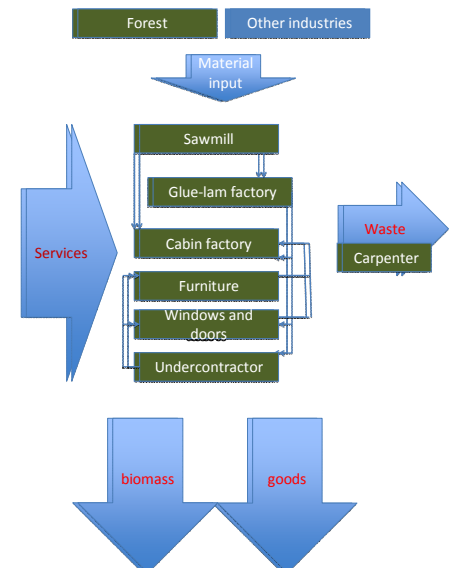 Forest
Other industries
Material
input
Sawmill
Glue-lam factory
Cabin factory
Furniture
Windows and
doors
Undercontractor
Services
Waste
Carpenter
biomass
goods